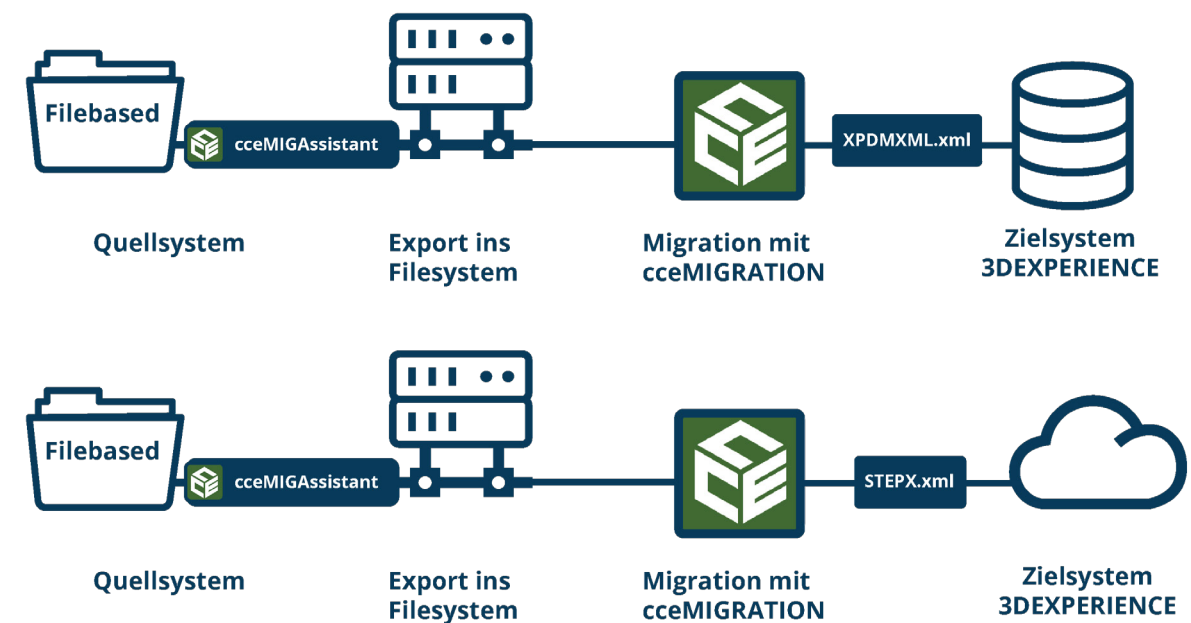 Filebased
cceMIGAssistant
XPDMXML.xml
Quellsystem
Export ins
Filesystem
Migration mit
cceMIGRATION
Zielsystem
3DEXPERIENCE
Filebased
cceMIGAssistant
STEPX.xml
Quellsystem
Export ins
Filesystem
Migration mit
cceMIGRATION
Zielsystem
3DEXPERIENCE